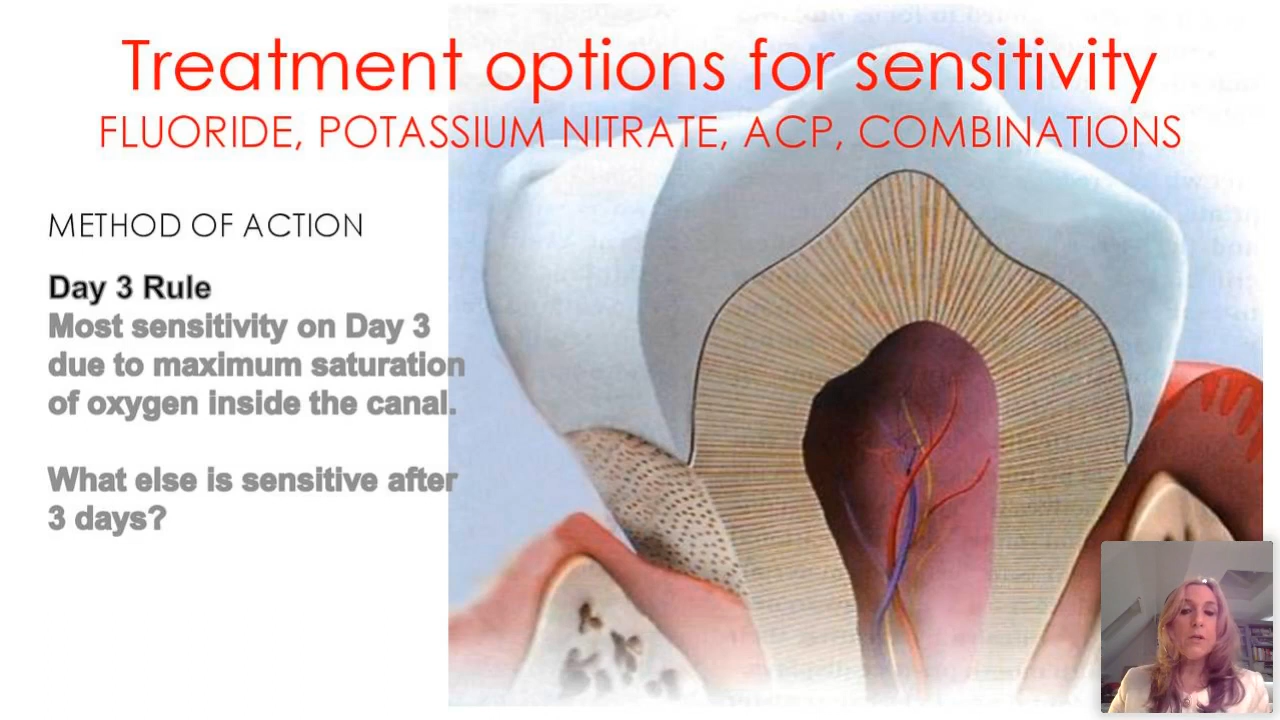 Treatment options for sensitivity
FLUORIDE, POTASSIUM NITRATE, ACP, COMBINATIONS
METHOD OF ACTION
Day 3 Rule
Most sensitivity on Day 3
due to maximum saturation
of oxygen inside the canal.
What else is sensitive after
3 days?